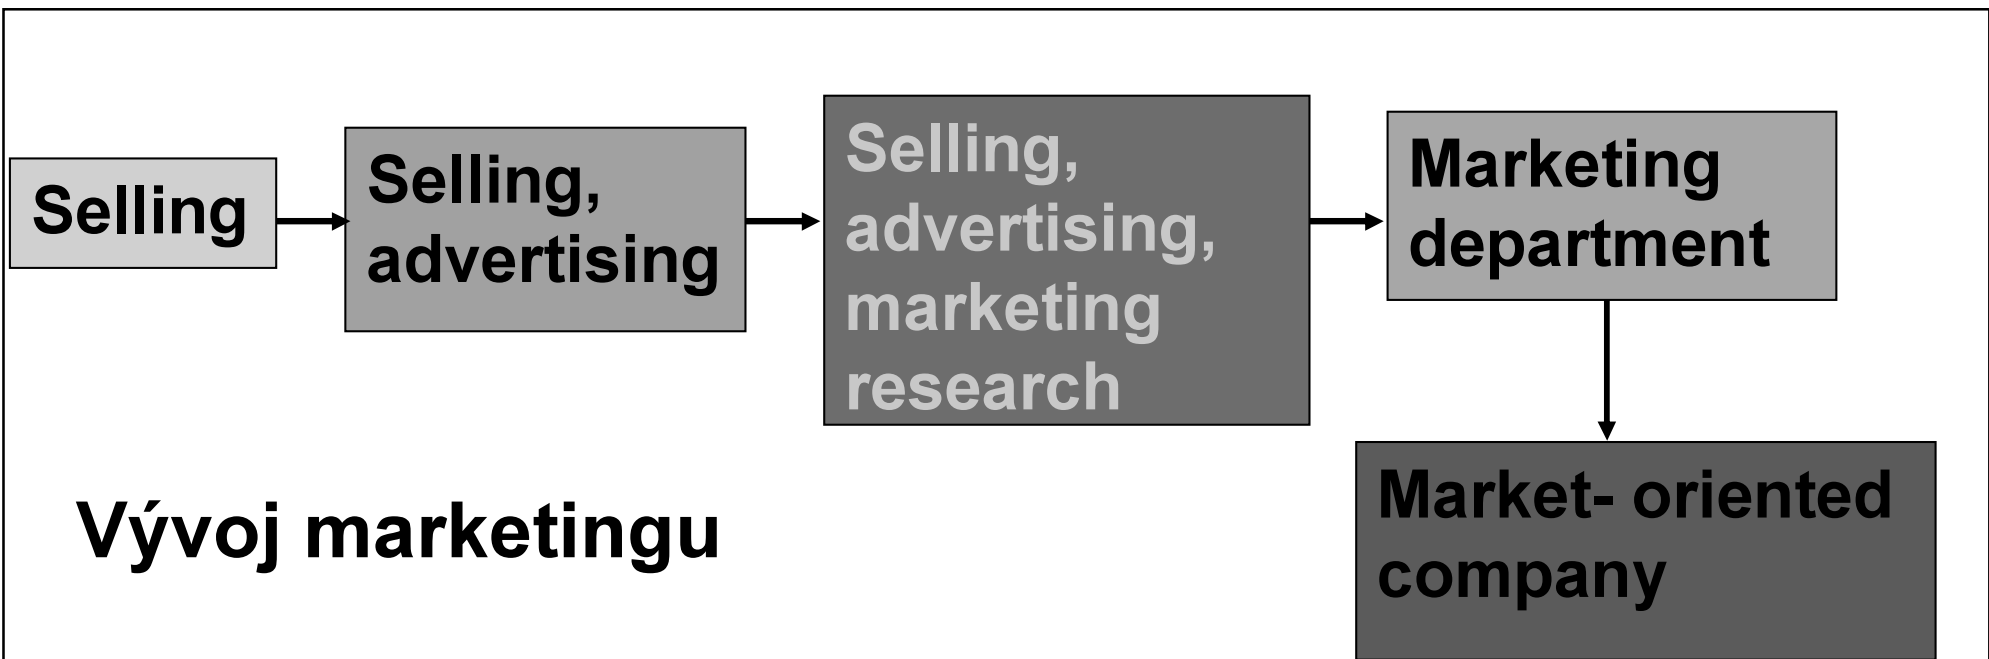 Selling
Selling,
advertising
Selling,
advertising,
marketing
research
Marketing
department
Market- oriented
company
Vývoj marketingu